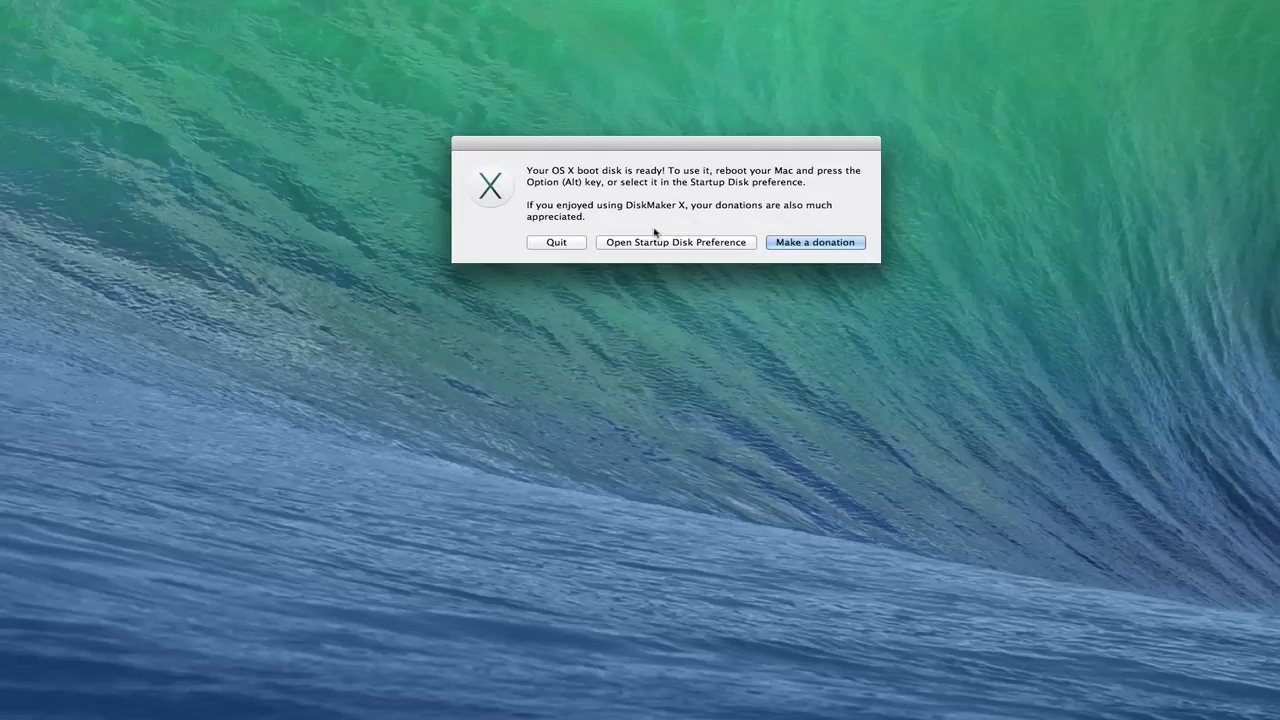 Your OS X boot disk is ready! To use it, reboot your Mac and press the
Option (Alt) key, or select it in the Startup Disk preference.
If you enjoyed using DiskMaker X, your donations are also much
appreciated.
Quit
Open Startup Disk Preference
Make a donation